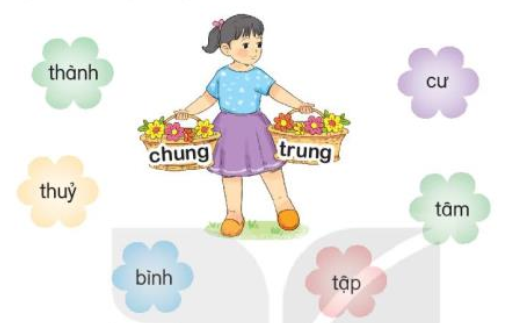 thành
cư
chung
trung
thuỷ
tâm
bình
tập